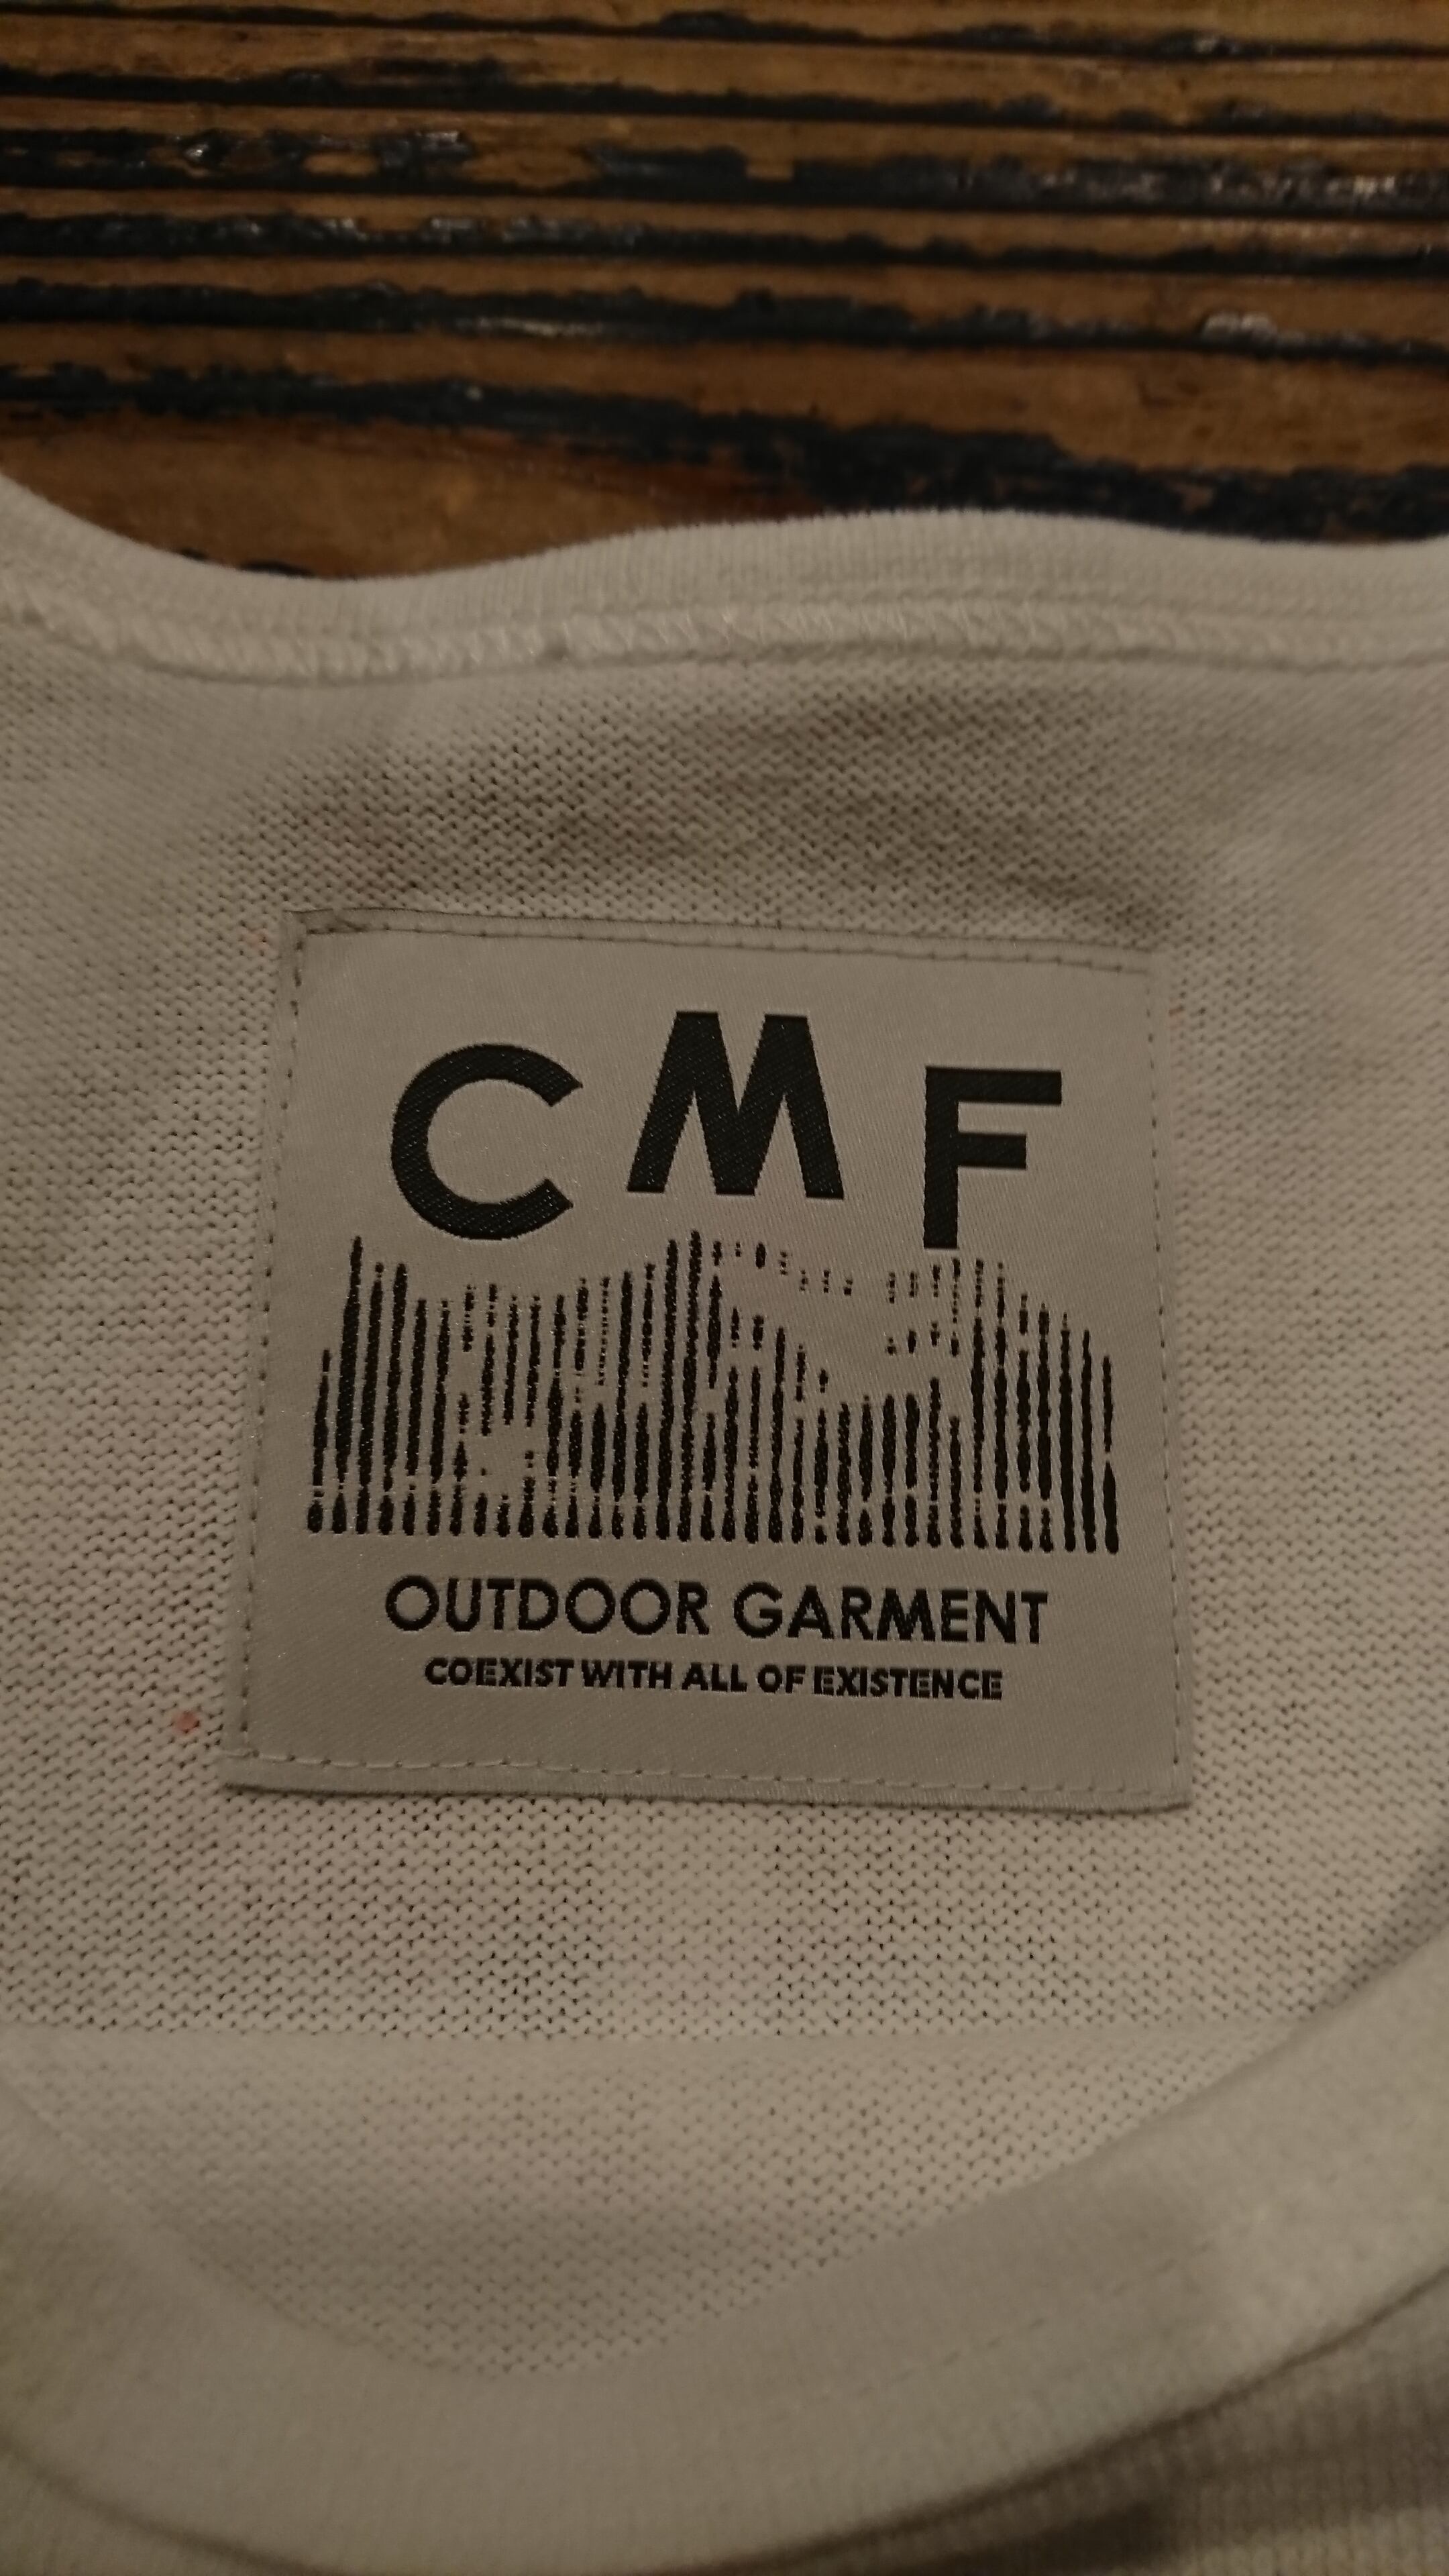 CMF
OUTDOOR GARMENT
COEXIST WITH ALL OF EXISTENCE